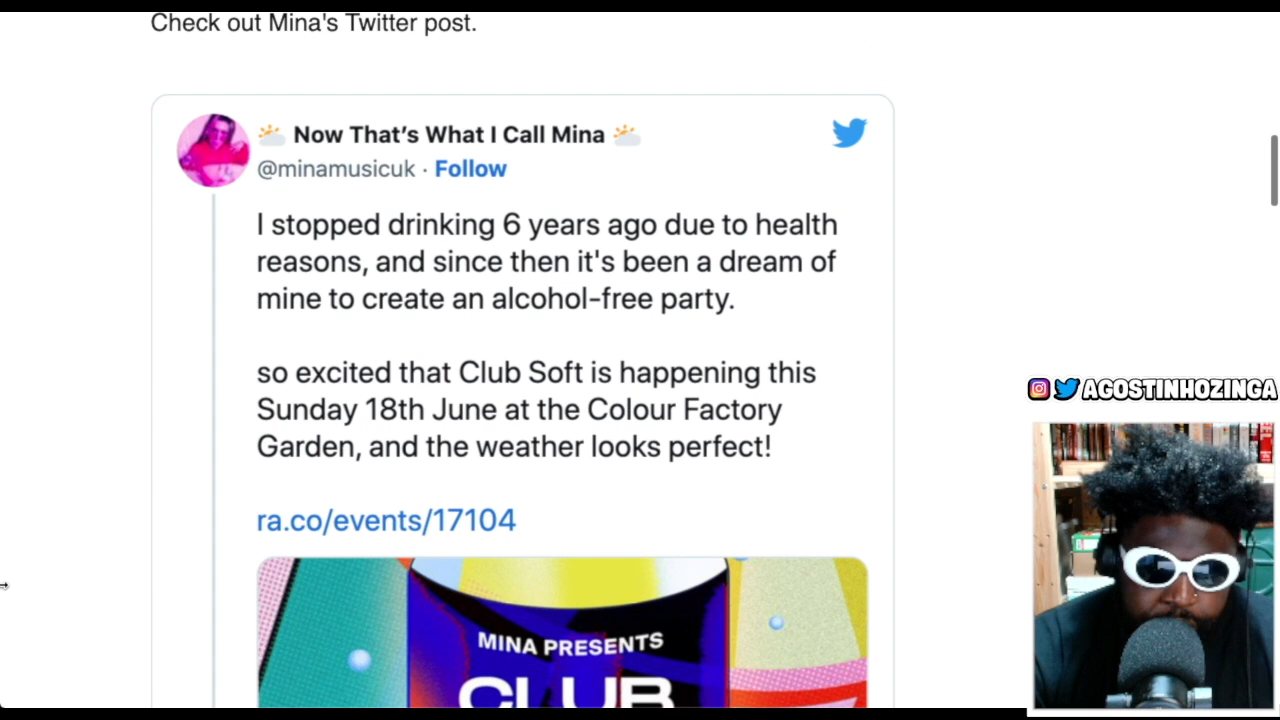 Check out Mina's Twitter post.
Now That's What I Call Mina
@minamusicuk · Follow
I stopped drinking 6 years ago due to health
reasons, and since then it's been a dream of
mine to create an alcohol-free party.
so excited that Club Soft is happening this
Sunday 18th June at the Colour Factory
Garden, and the weather looks perfect!
ra.co/events/17104
MINA PRESENTS
CLUB
AGOSTINHOZINGA